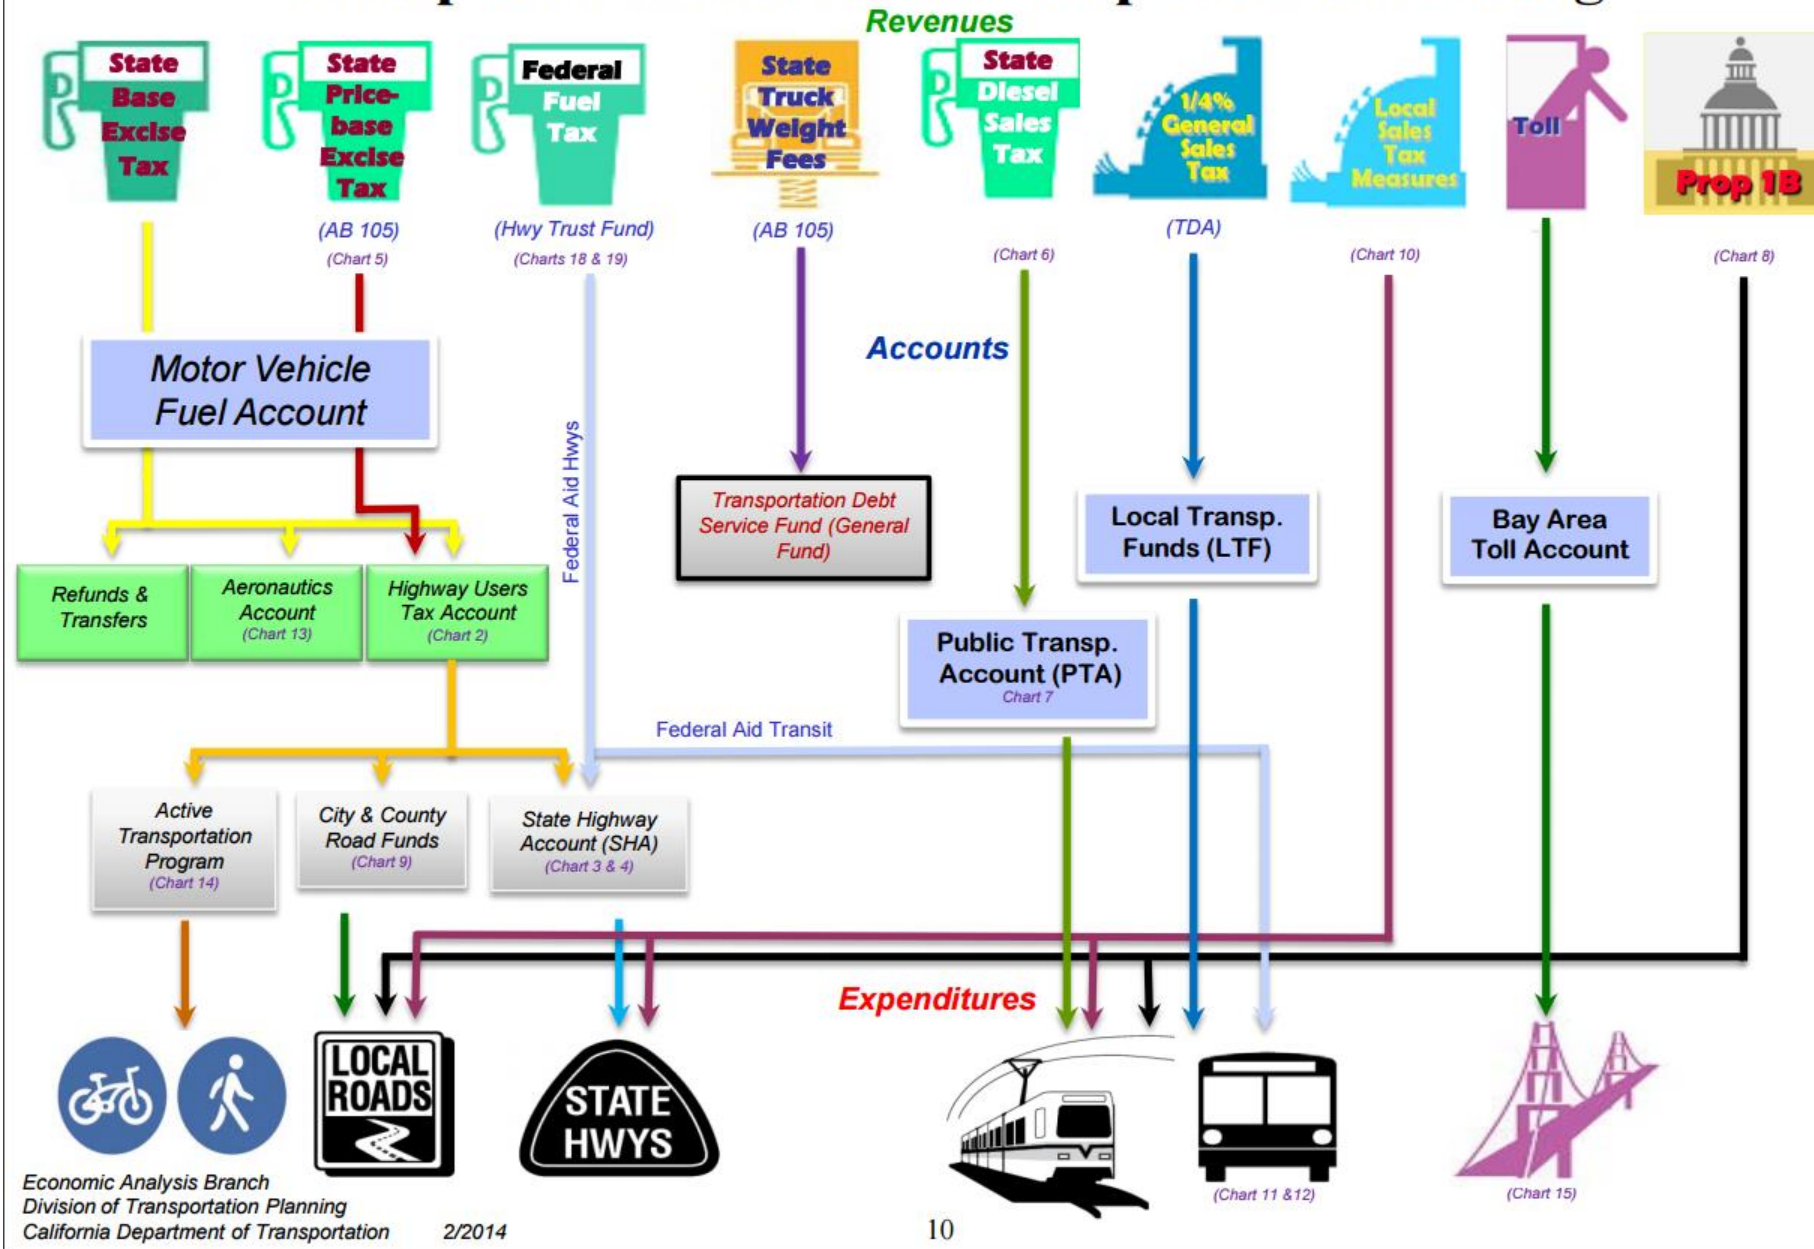 Revenues
State
Base
Excise
Tax
State
Price-
base
Excise
Tax
Federal
Fuel
Tax
State
Truck
Weight
Fees
State
Diesel
Sales
Tax
1/4%
General
Sales
Tax
Local
Sales
Tax
Measures
Toll
Prop 1B
(AB 105)
(Chart 5)
(Hwy Trust Fund)
(Charts 18 & 19)
(AB 105)
(Chart 6)
(TDA)
(Chart 10)
(Chart 8)
Accounts
Motor Vehicle
Fuel Account
Federal Aid Hwys
Transportation Debt
Service Fund (General
Fund)
Local Transp.
Funds (LTF)
Bay Area
Toll Account
Refunds &
Transfers
Aeronautics
Account
(Chart 13)
Highway Users
Tax Account
(Chart 2)
Public Transp.
Account (PTA)
Chart 7
Federal Aid Transit
Active
Transportation
Program
(Chart 14)
City & County
Road Funds
(Chart 9)
State Highway
Account (SHA)
(Chart 3 & 4)
Expenditures
LOCAL
ROADS
STATE
HWYS
(Chart 11 &12)
(Chart 15)
Economic Analysis Branch
Division of Transportation Planning
California Department of Transportation 2/2014
10